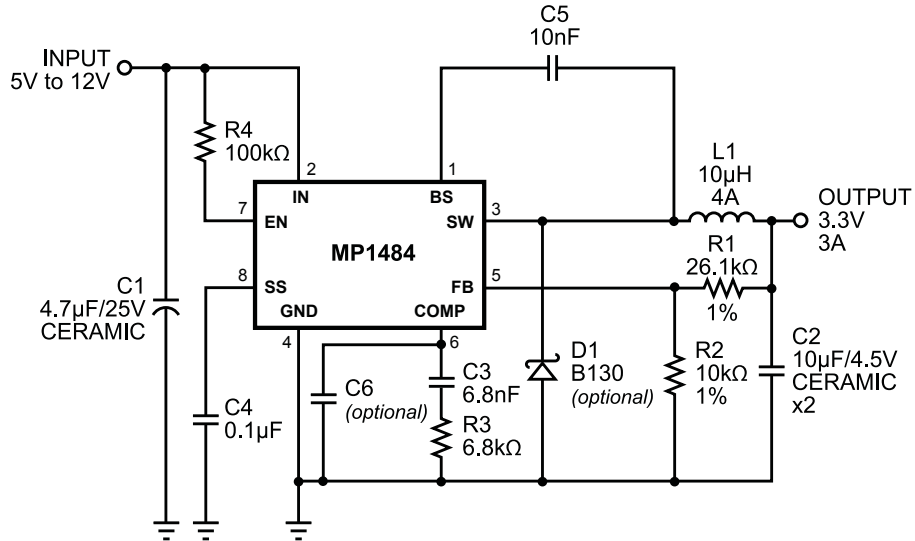 C5
10nF
INPUT
5V to 12V
R4
100kΩ
2
1
IN
BS
L1
10µH
4A
7
EN
SW
3
OUTPUT
3.3V
3A
MP1484
R1
26.1kΩ
1%
8
SS
FB
5
C1
4.7µF/25V
CERAMIC
GND
COMP
4
6
C6
(optional)
C3
6.8nF
D1
B130
(optional)
R2
10kΩ
1%
C2
10µF/4.5V
CERAMIC
x2
C4
0.1µF
R3
6.8kΩ